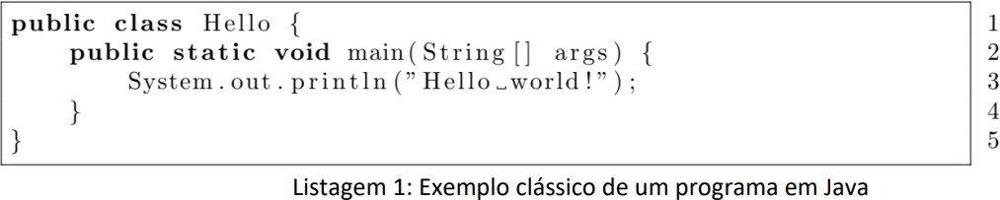 public class Hello { 1
public static void main(String[] args) { 2
System.out.println("Hello␣world!"); 3
} 4
} 5
Listagem 1: Exemplo clássico de um programa em Java